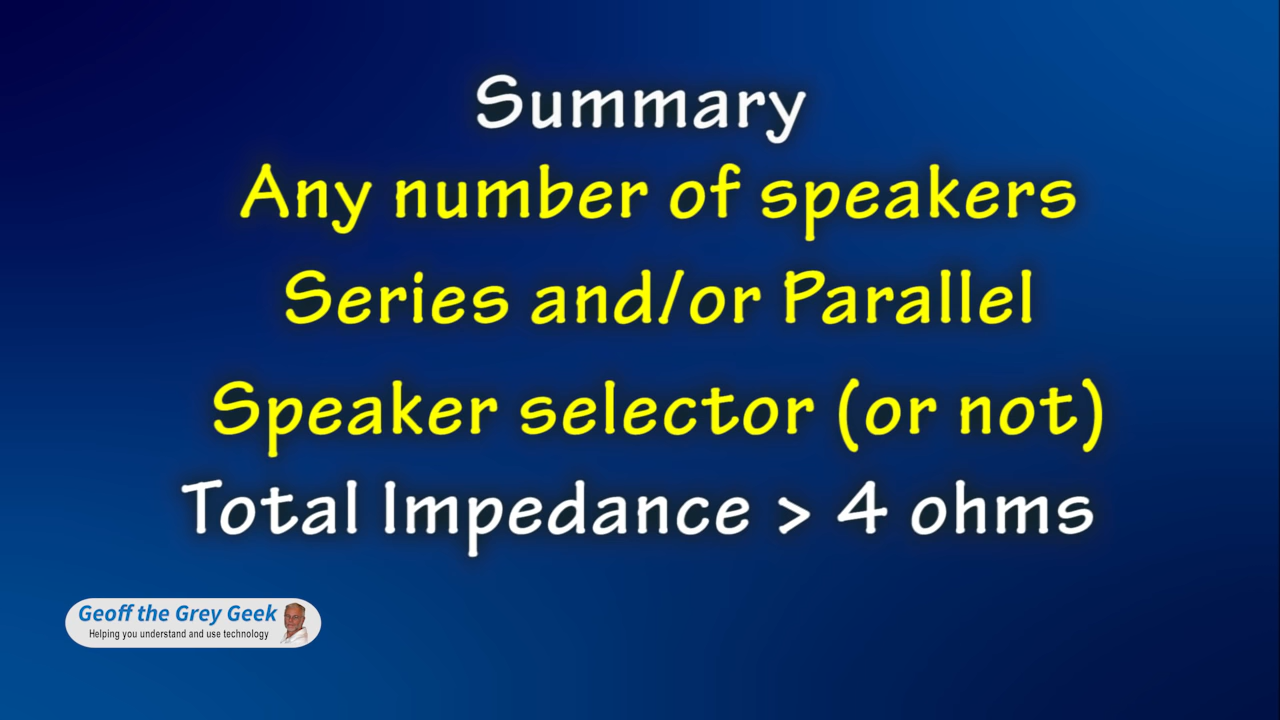 Summary
Any number of speakers
Series and/or Parallel
Speaker selector (or not)
Total Impedance > 4 ohms
Geoff the Grey Geek
Helping you understand and use technology